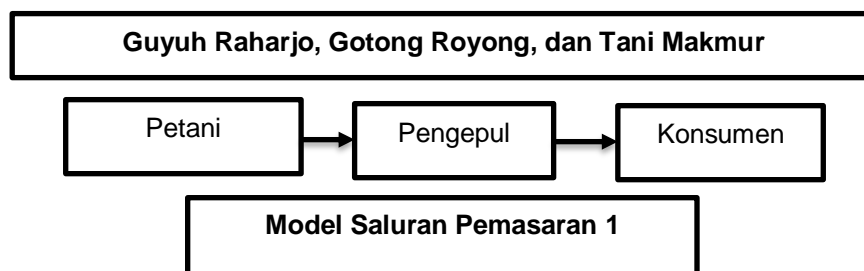 Guyuh Raharjo, Gotong Royong, dan Tani Makmur
Petani
Pengepul
Konsumen
Model Saluran Pemasaran 1